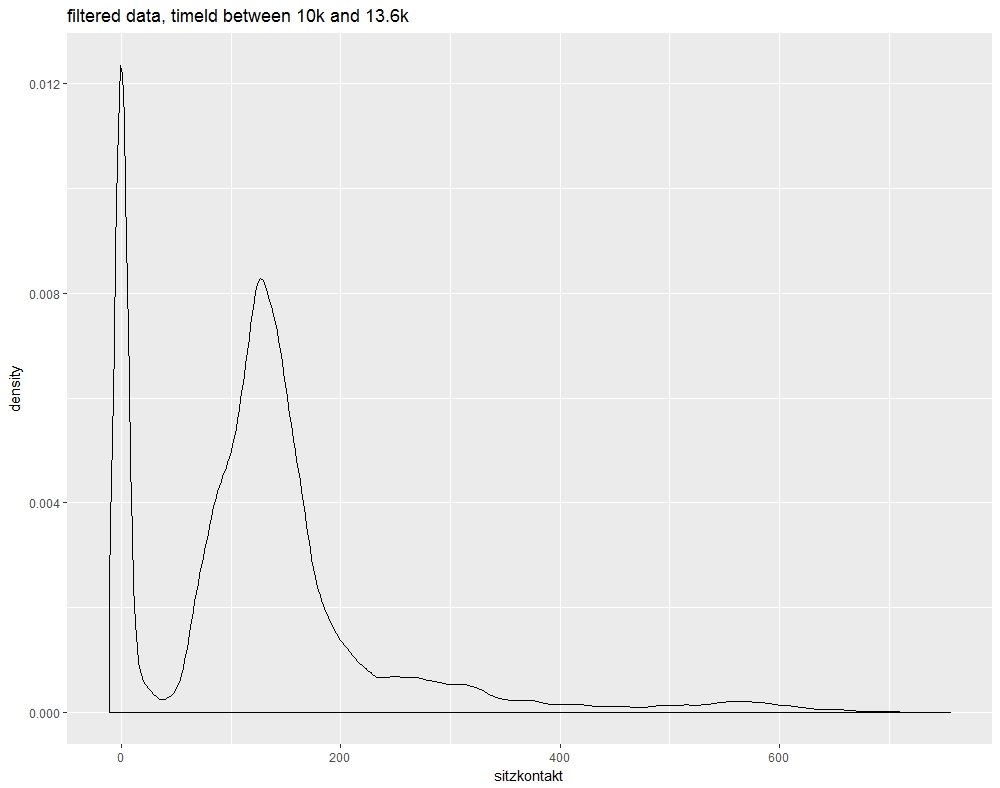 filtered data, timeId between 10k and 13.6k
0.012
0.008
density
0.004
0.000
0 200 400 600
sitzkontakt